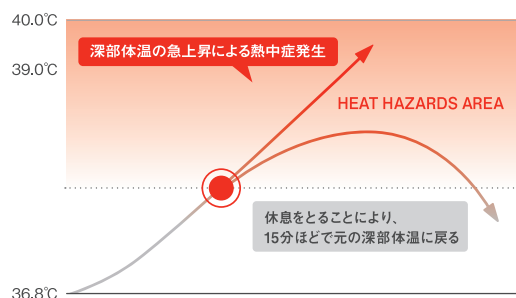 40.0℃
深部体温の急上昇による熱中症発生
39.0℃
HEAT HAZARDS AREA
休息をとることにより、
15分ほどで元の深部体温に戻る
36.8℃